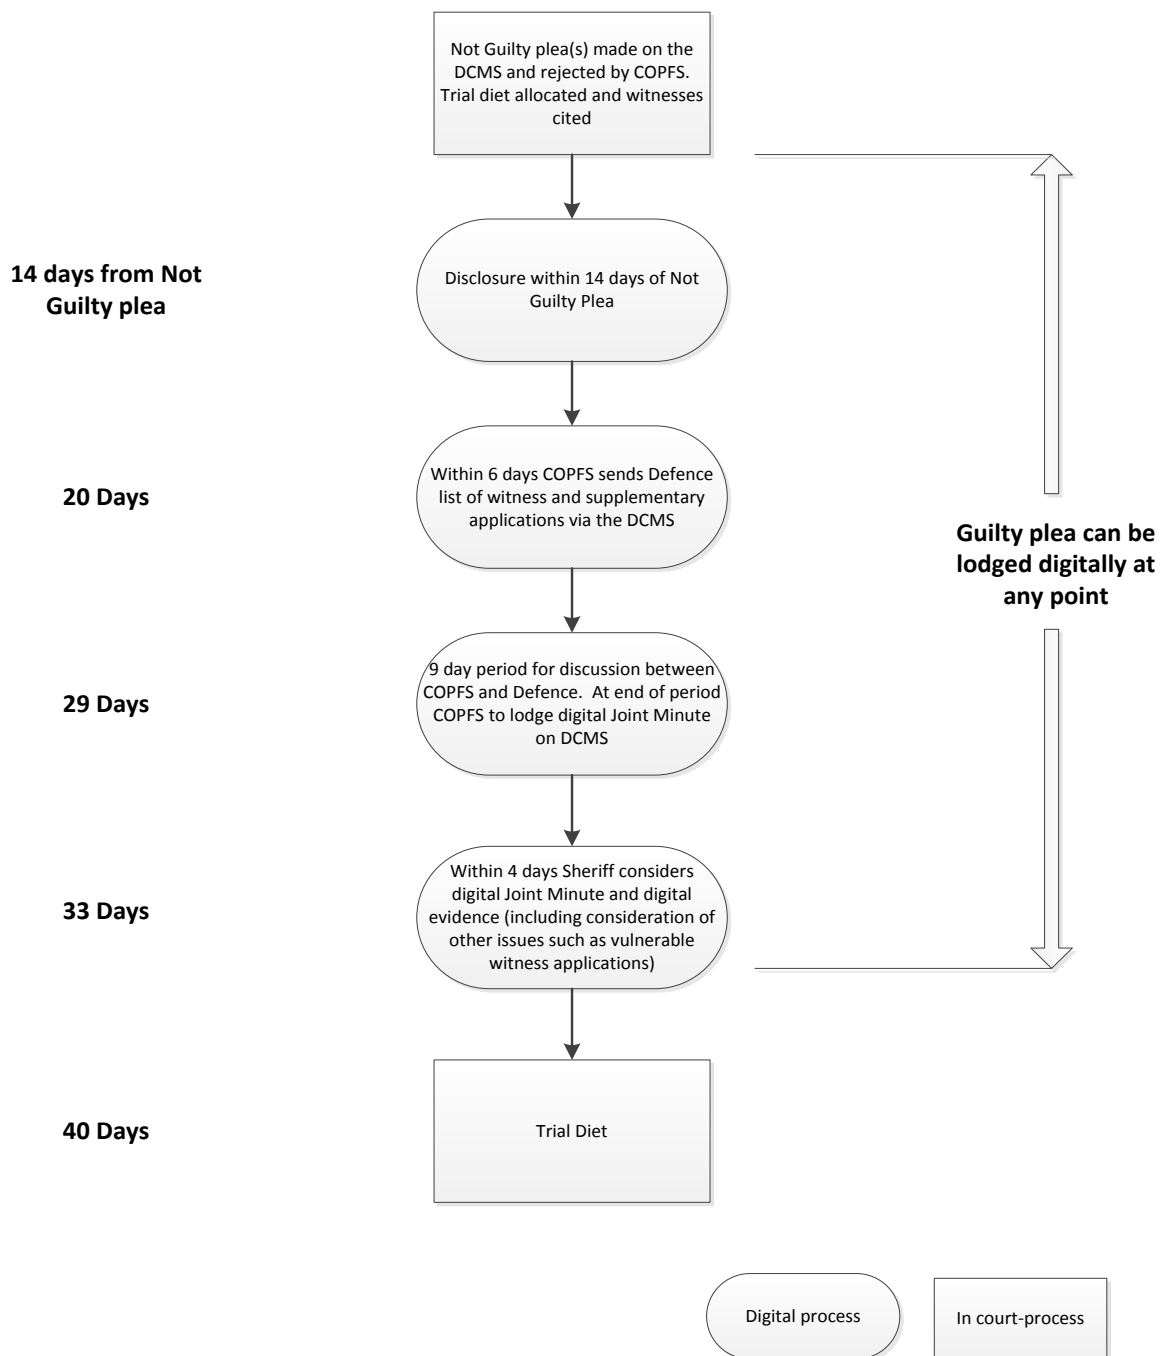 Not Guilty plea(s) made on the
DCMS and rejected by COPFS.
Trial diet allocated and witnesses
cited
14 days from Not
Guilty plea
Disclosure within 14 days of Not
Guilty Plea
20 Days
Within 6 days COPFS sends Defence
list of witness and supplementary
applications via the DCMS
Guilty plea can be
lodged digitally at
any point
29 Days
9 day period for discussion between
COPFS and Defence.  At end of period
COPFS to lodge digital Joint Minute
on DCMS
33 Days
Within 4 days Sheriff considers
digital Joint Minute and digital
evidence (including consideration of
other issues such as vulnerable
witness applications)
40 Days
Trial Diet
Digital process
In court-process